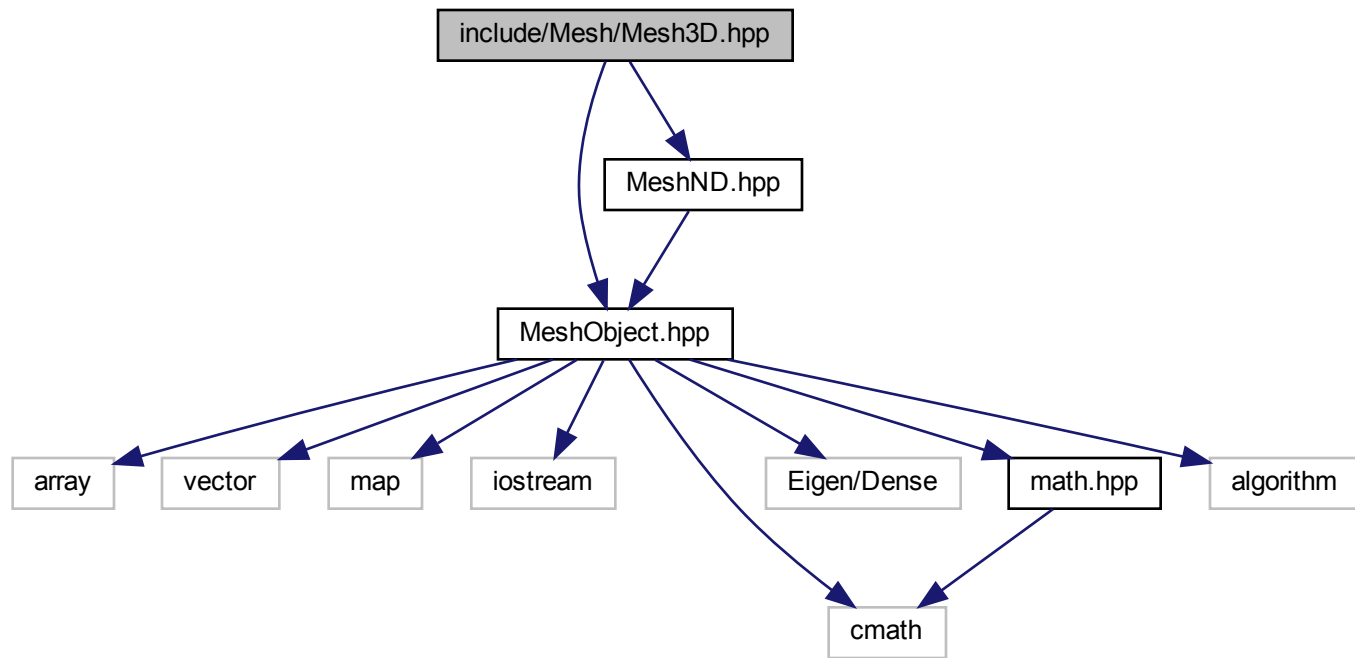 include/Mesh/Mesh3D.hpp
MeshND.hpp
MeshObject.hpp
array
vector
map
iostream
Eigen/Dense
math.hpp
algorithm
cmath